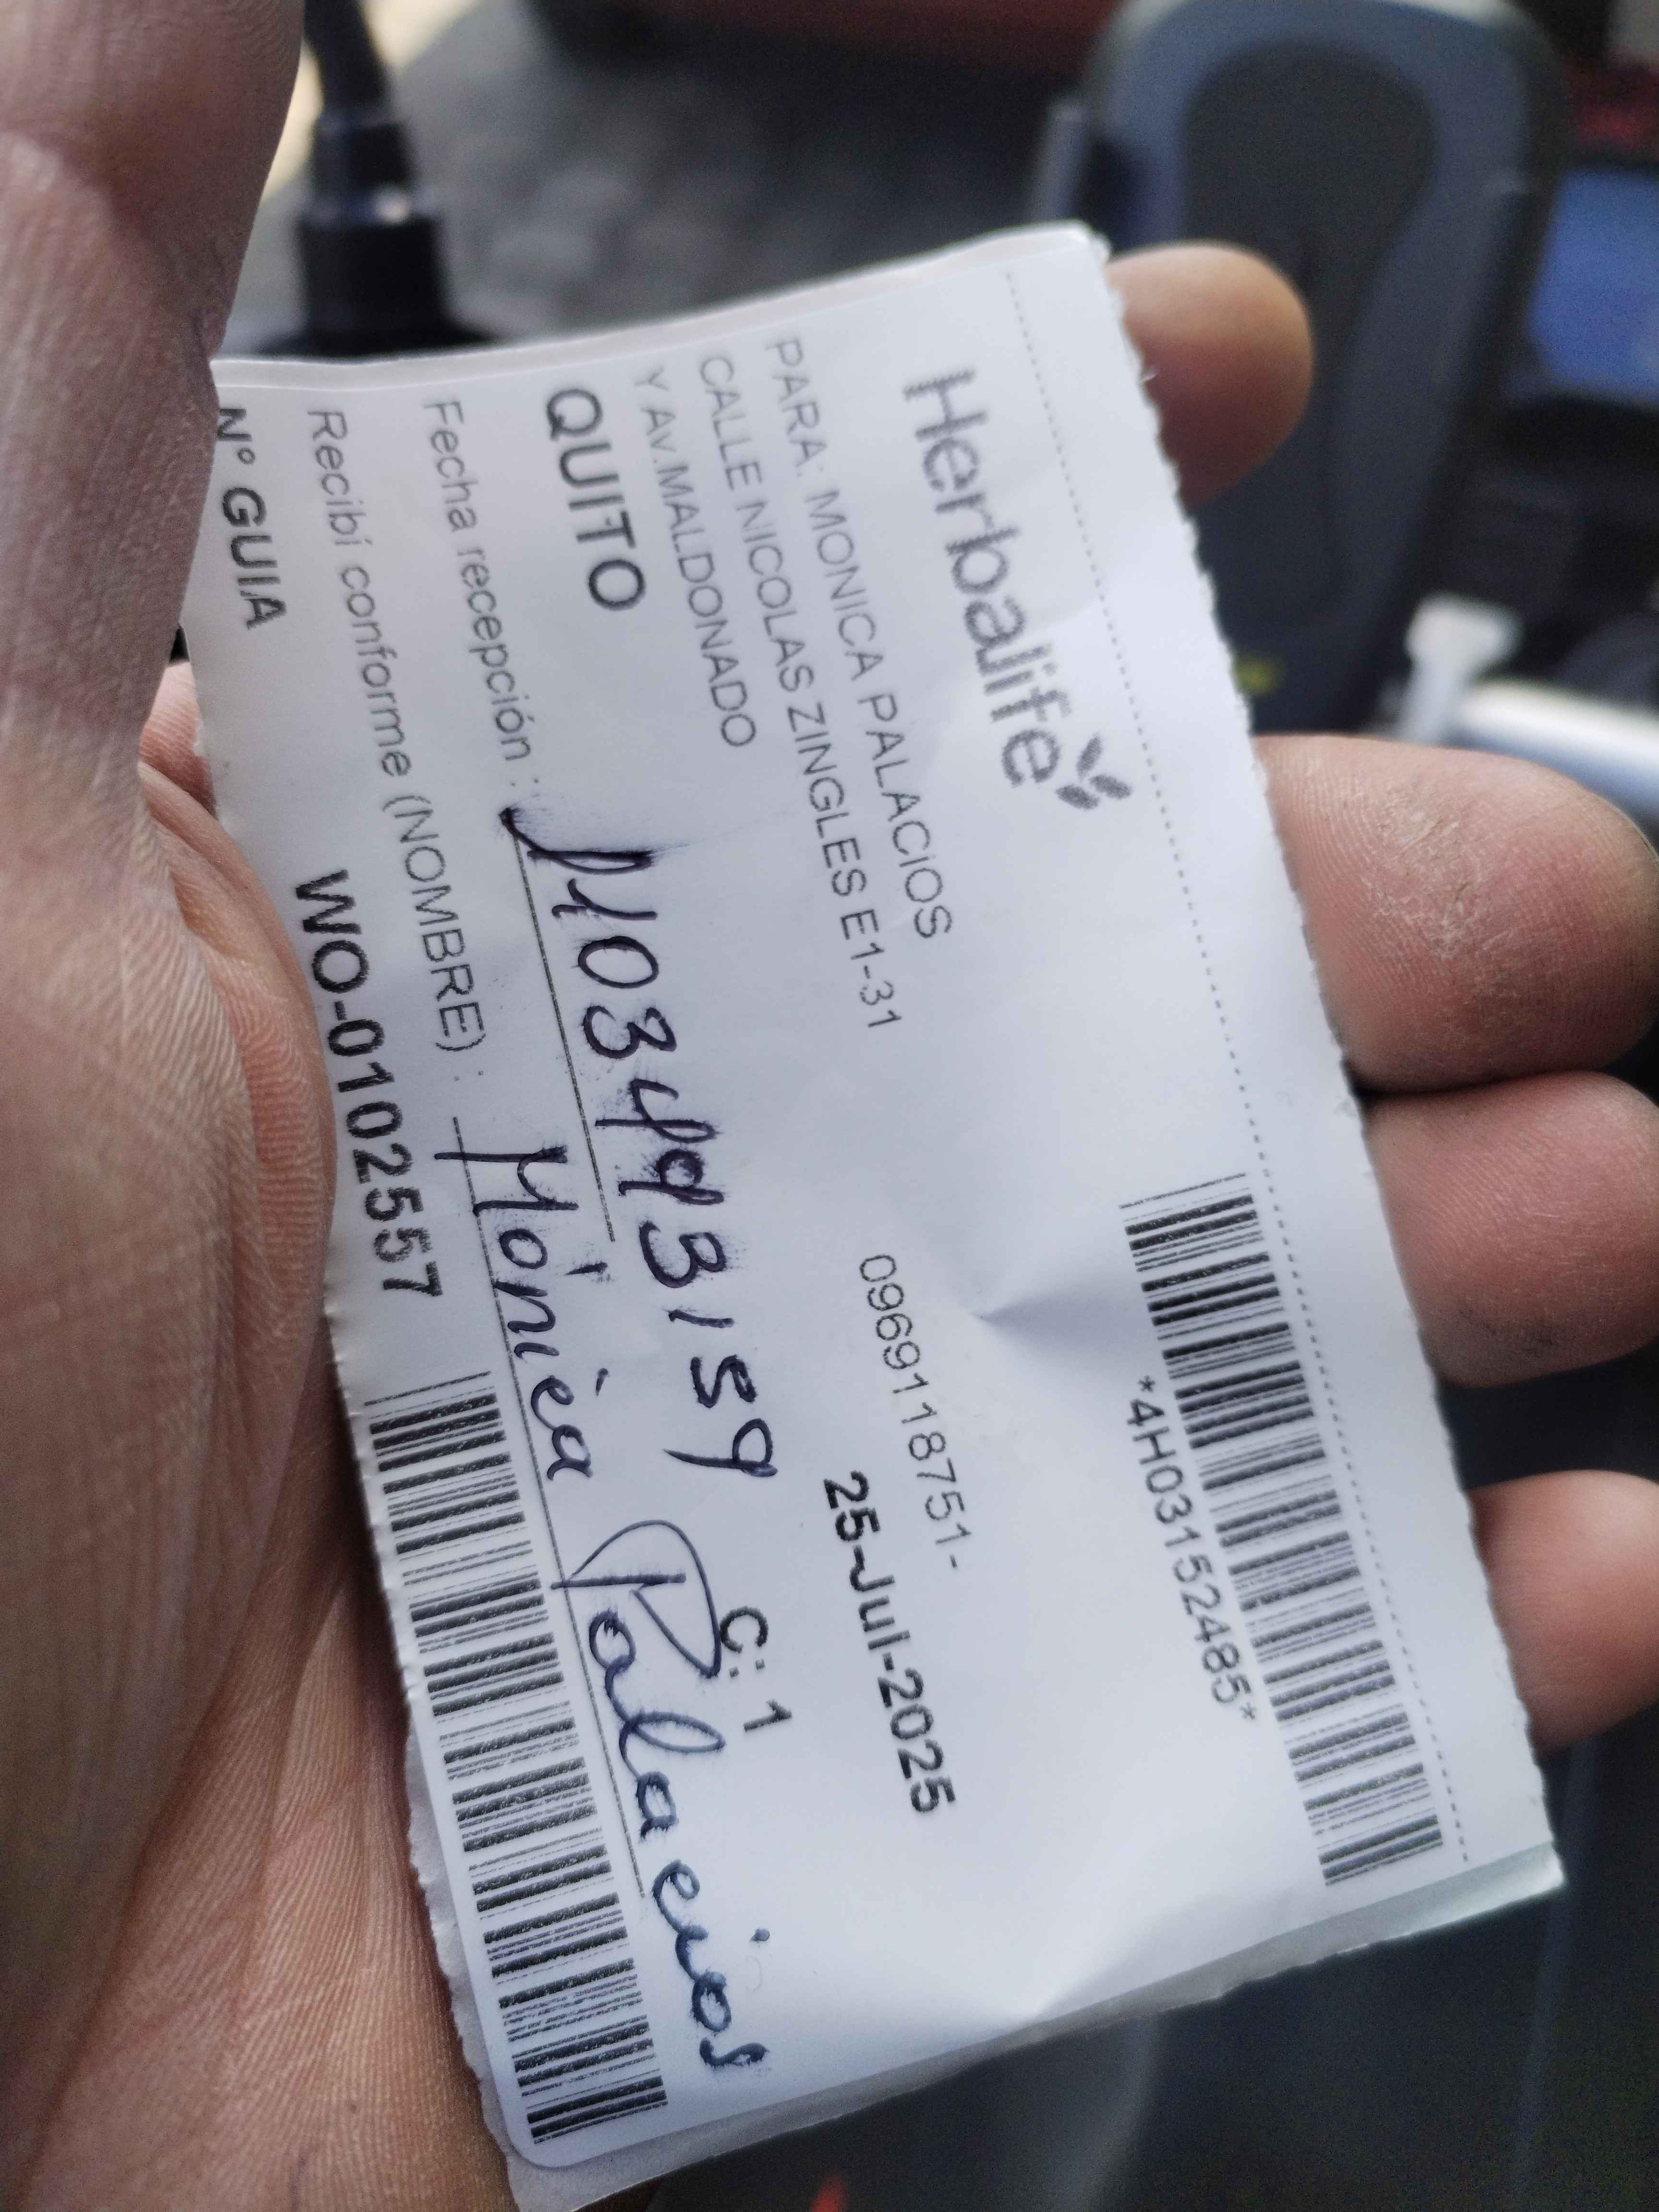 *4H03152485*
Herbalife
PARA: MONICA PALACIOS
CALLE NICOLAS ZINGLES E1-31 0969118751-
Y AV.MALDONADO
QUITO 25-Jul-2025
Fecha recepción : C: 1
Recibí conforme (NOMBRE) : Mónica Palacios
Nº GUIA WO-0102557